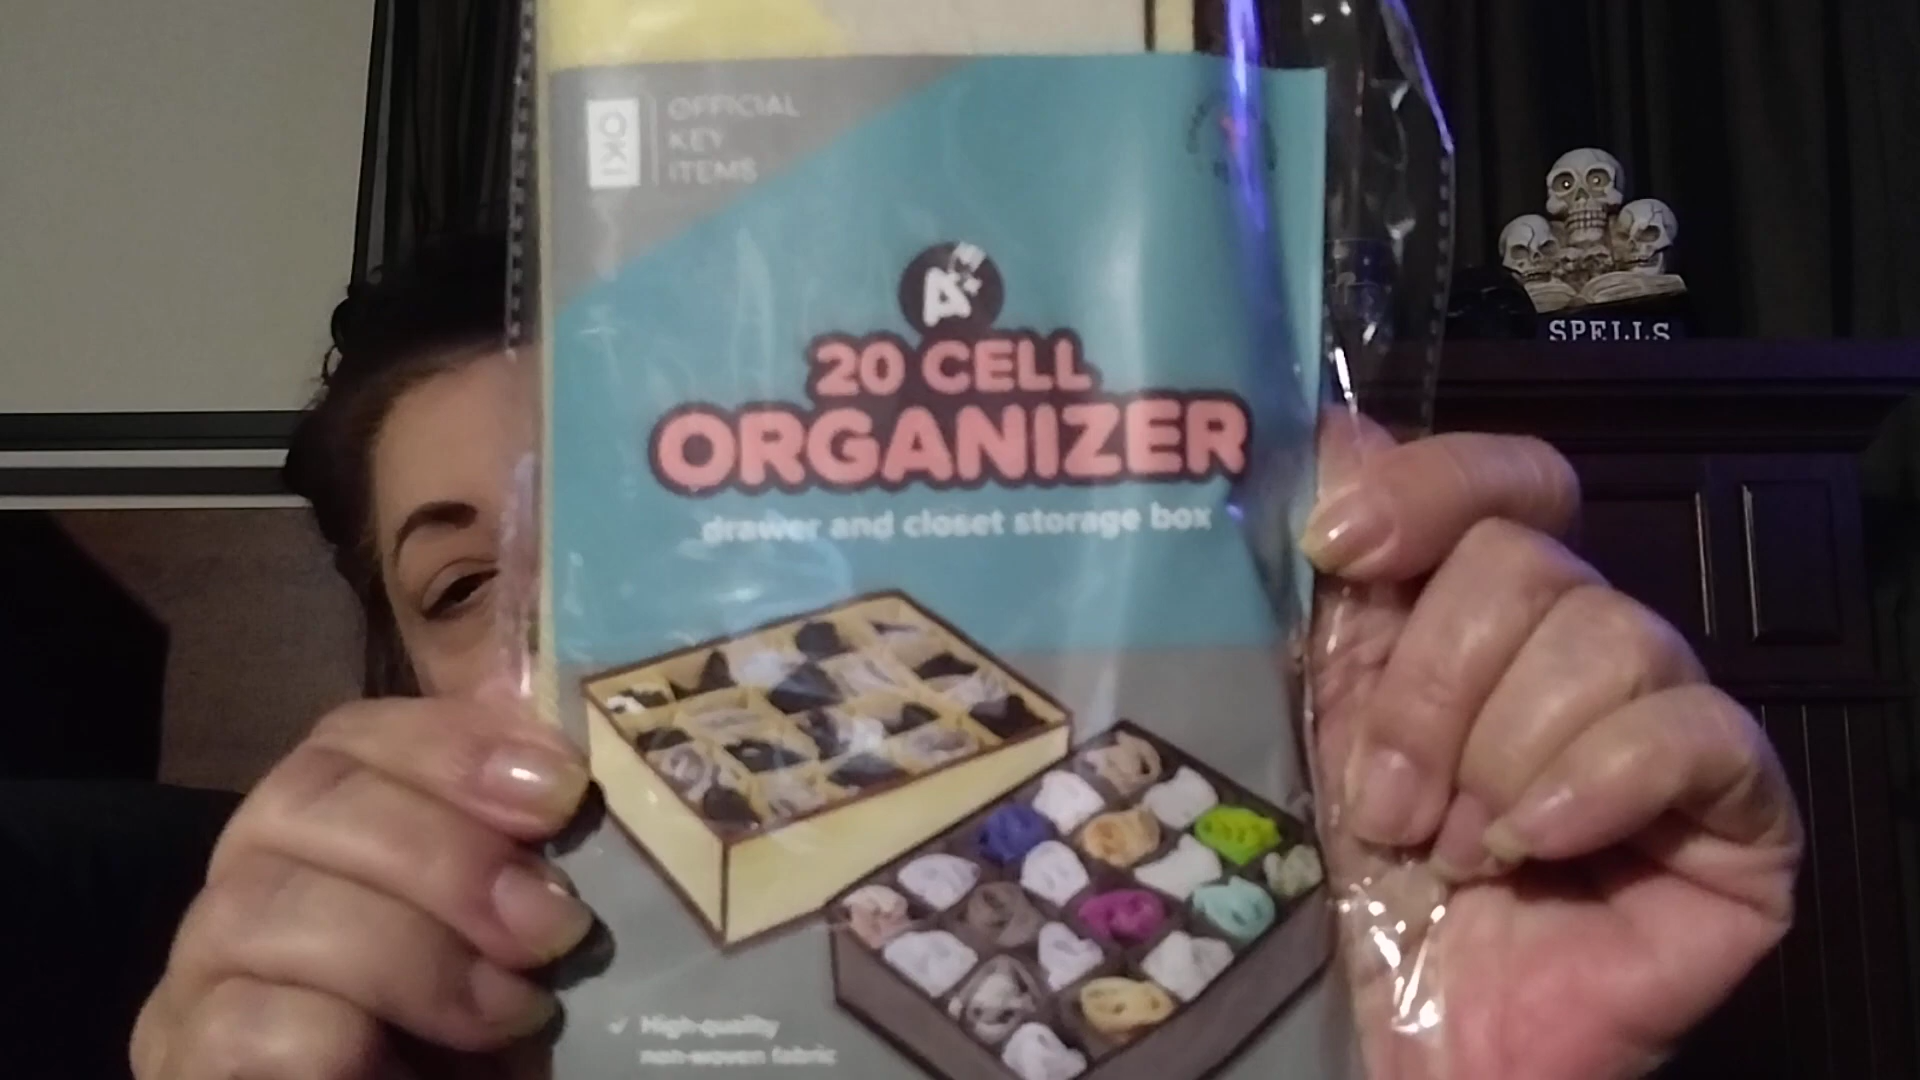 OKI
OFFICIAL
KEY
ITEMS
A+
20 CELL
ORGANIZER
drawer and closet storage box
✓ High-quality
non-woven fabric
SPELLS